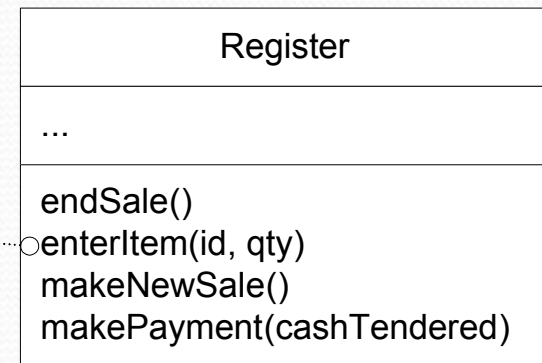 Register
...
endSale()
enterItem(id, qty)
makeNewSale()
makePayment(cashTendered)